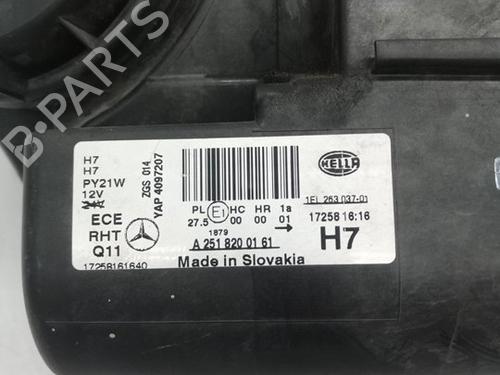 B-PARTS
H7
H7
PY21W
12V
ECE
RHT
Q11
17258161640
ZGS 014
YAP 4097207
PL E1 HC HR 1a
27.5 00 00 01
1879
A 251 820 01 61
Made in Slovakia
HELLA
1EL 263 037-01
17258 16:16
H7